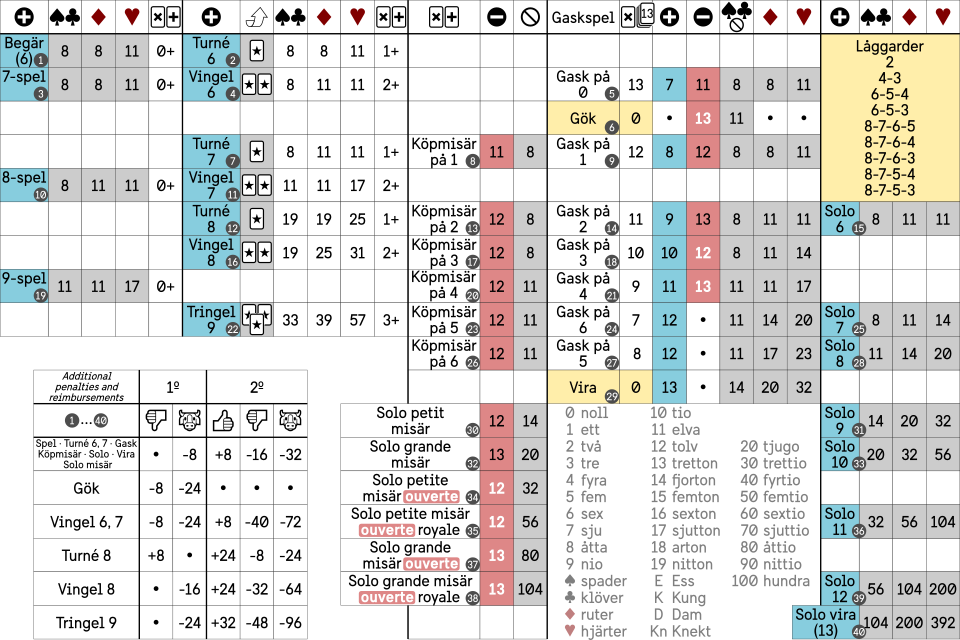 Gaskspel 13
Begär (6) 1 8 8 11 0+ Turné 6 2 8 8 11 1+ Låggarder
7-spel 3 8 8 11 0+ Vingel 6 4 8 8 11 2+ Gask på 0 5 13 7 11 8 8 11 2
4-3
6-5-4
Gök 6 0 • 13 11 • • 6-5-3
8-7-6-5
Turné 7 7 8 11 11 1+ Köpmisär på 1 8 11 8 Gask på 1 9 12 8 12 8 8 11 8-7-6-4
8-7-6-3
8-spel 10 8 11 11 0+ Vingel 7 11 11 11 17 2+ 8-7-5-4
8-7-5-3
Turné 8 12 19 19 25 1+ Köpmisär på 2 13 12 8 Gask på 2 14 11 9 13 8 11 11 Solo 6 15 8 11 11
Vingel 8 16 19 25 31 2+ Köpmisär på 3 17 12 8 Gask på 3 18 10 10 12 8 11 14
9-spel 19 11 11 17 0+ Köpmisär på 4 20 12 11 Gask på 4 21 9 11 13 11 11 17
Tringel 9 22 33 39 57 3+ Köpmisär på 5 23 12 11 Gask på 6 24 7 12 • 11 14 20 Solo 7 25 8 11 14
Köpmisär på 6 26 12 11 Gask på 5 27 8 12 • 11 17 23 Solo 8 28 11 14 20
Vira 29 0 13 • 14 20 32
Solo petit misär 30 12 14 Solo 9 31 14 20 32
Solo grande misär 32 13 20 Solo 10 33 20 32 56
Solo petite misär ouverte 34 12 32
Solo petite misär ouverte royale 35 12 56 Solo 11 36 32 56 104
Solo grande misär ouverte 37 13 80
Solo grande misär ouverte royale 38 13 104 Solo 12 39 56 104 200
Solo vira (13) 40 104 200 392
Additional penalties and reimbursements 1º 2º
1...40
Spel · Turné 6, 7 · Gask
Köpmisär · Solo · Vira
Solo misär • -8 +8 -16 -32
Gök -8 -24 • • •
Vingel 6, 7 -8 -24 +8 -40 -72
Turné 8 +8 • +24 -8 -24
Vingel 8 • -16 +24 -32 -64
Tringel 9 • -24 +32 -48 -96
0 noll 10 tio
1 ett 11 elva
2 två 12 tolv 20 tjugo
3 tre 13 tretton 30 trettio
4 fyra 14 fjorton 40 fyrtio
5 fem 15 femton 50 femtio
6 sex 16 sexton 60 sextio
7 sju 17 sjutton 70 sjuttio
8 åtta 18 arton 80 åttio
9 nio 19 nitton 90 nittio
♠ spader E Ess 100 hundra
♣ klöver K Kung
♦ ruter D Dam
♥ hjärter Kn Knekt